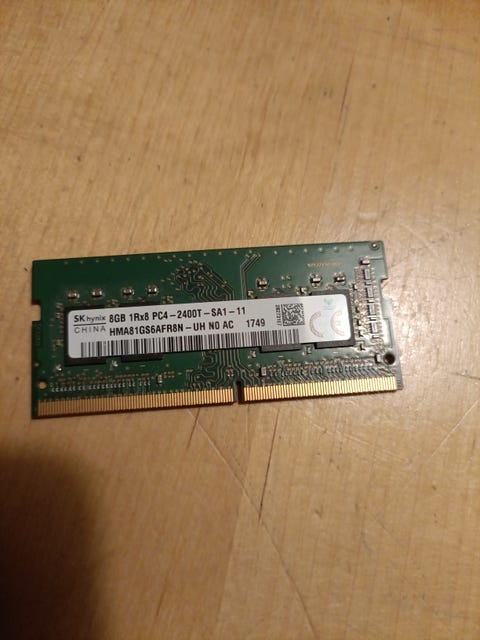 SK hynix 8GB 1Rx8 PC4-2400T-SA1-11
CHINA HMA81GS6AFR8N-UH N0 AC 1749